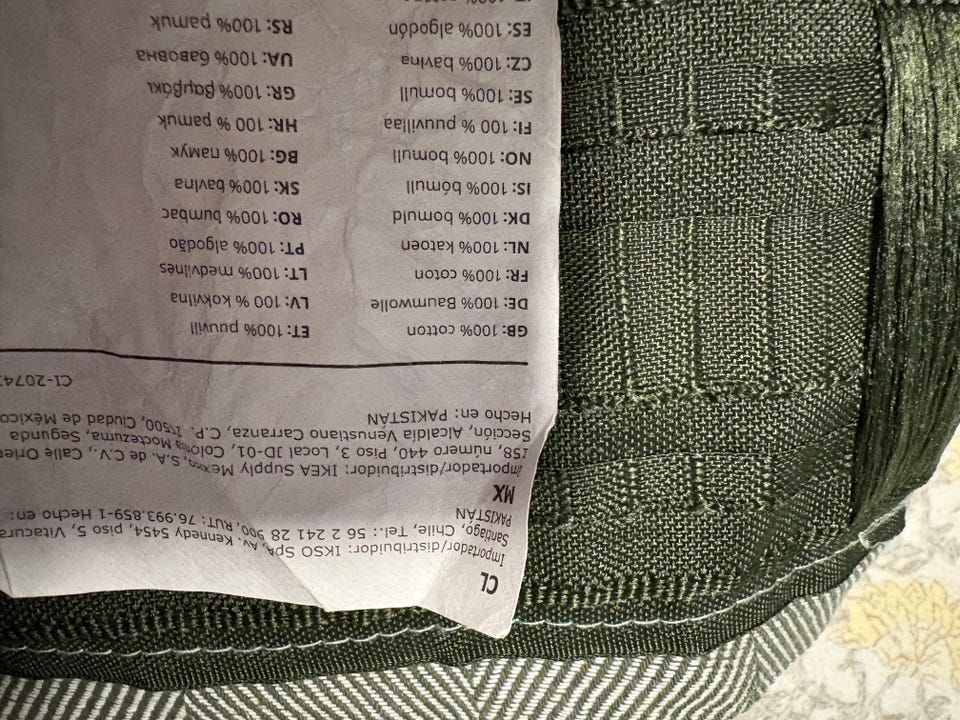 CL
Importador/distribuidor: IKSO SpA, Av. Kennedy 5454, piso 5, Vitacura
Santiago, Chile, Tel.: 56 2 241 28 900, RUT: 76.993.859-1 Hecho en:
PAKISTAN
MX
Importador/distribuidor: IKEA Supply Mexico, S.A. de C.V., Calle
158, número 440, Piso 3, Local JD-01, Colonia Moctezuma, Segunda
Sección, Alcaldía Venustiano Carranza, C.P. 15500, Ciudad de México
Hecho en: PAKISTAN
CI-2074
GB: 100% cotton
DE: 100% Baumwolle
FR: 100% coton
NL: 100% katoen
DK: 100% bomuld
IS: 100% bómull
NO: 100% bomull
FI: 100 % puuvillaa
SE: 100% bomull
CZ: 100% bavlna
ES: 100% algodón
ET: 100% puuvill
LV: 100 % kokvilna
LT: 100% medvilnės
PT: 100% algodão
RO: 100% bumbac
SK: 100% bavlna
BG: 100% памук
HR: 100 % pamuk
GR: 100% βαμβάκι
UA: 100% бавовна
RS: 100% pamuk